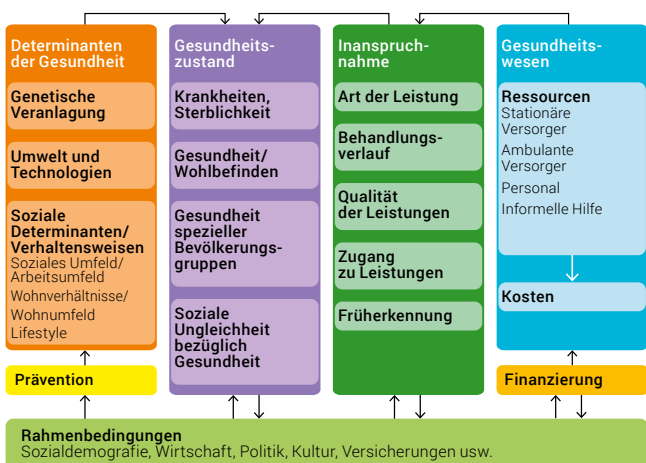 Determinanten
der Gesundheit
Genetische
Veranlagung
Umwelt und
Technologien
Soziale
Determinanten/
Verhaltensweisen
Soziales Umfeld/
Arbeitsumfeld
Wohnverhältnisse/
Wohnumfeld
Lifestyle
Prävention
Gesundheits-
zustand
Krankheiten,
Sterblichkeit
Gesundheit/
Wohlbefinden
Gesundheit
spezieller
Bevölkerungs-
gruppen
Soziale
Ungleichheit
bezüglich
Gesundheit
Inanspruch-
nahme
Art der Leistung
Behandlungs-
verlauf
Qualität
der Leistungen
Zugang
zu Leistungen
Früherkennung
Gesundheits-
wesen
Ressourcen
Stationäre
Versorger
Ambulante
Versorger
Personal
Informelle Hilfe
Kosten
Finanzierung
Rahmenbedingungen
Sozialdemografie, Wirtschaft, Politik, Kultur, Versicherungen usw.